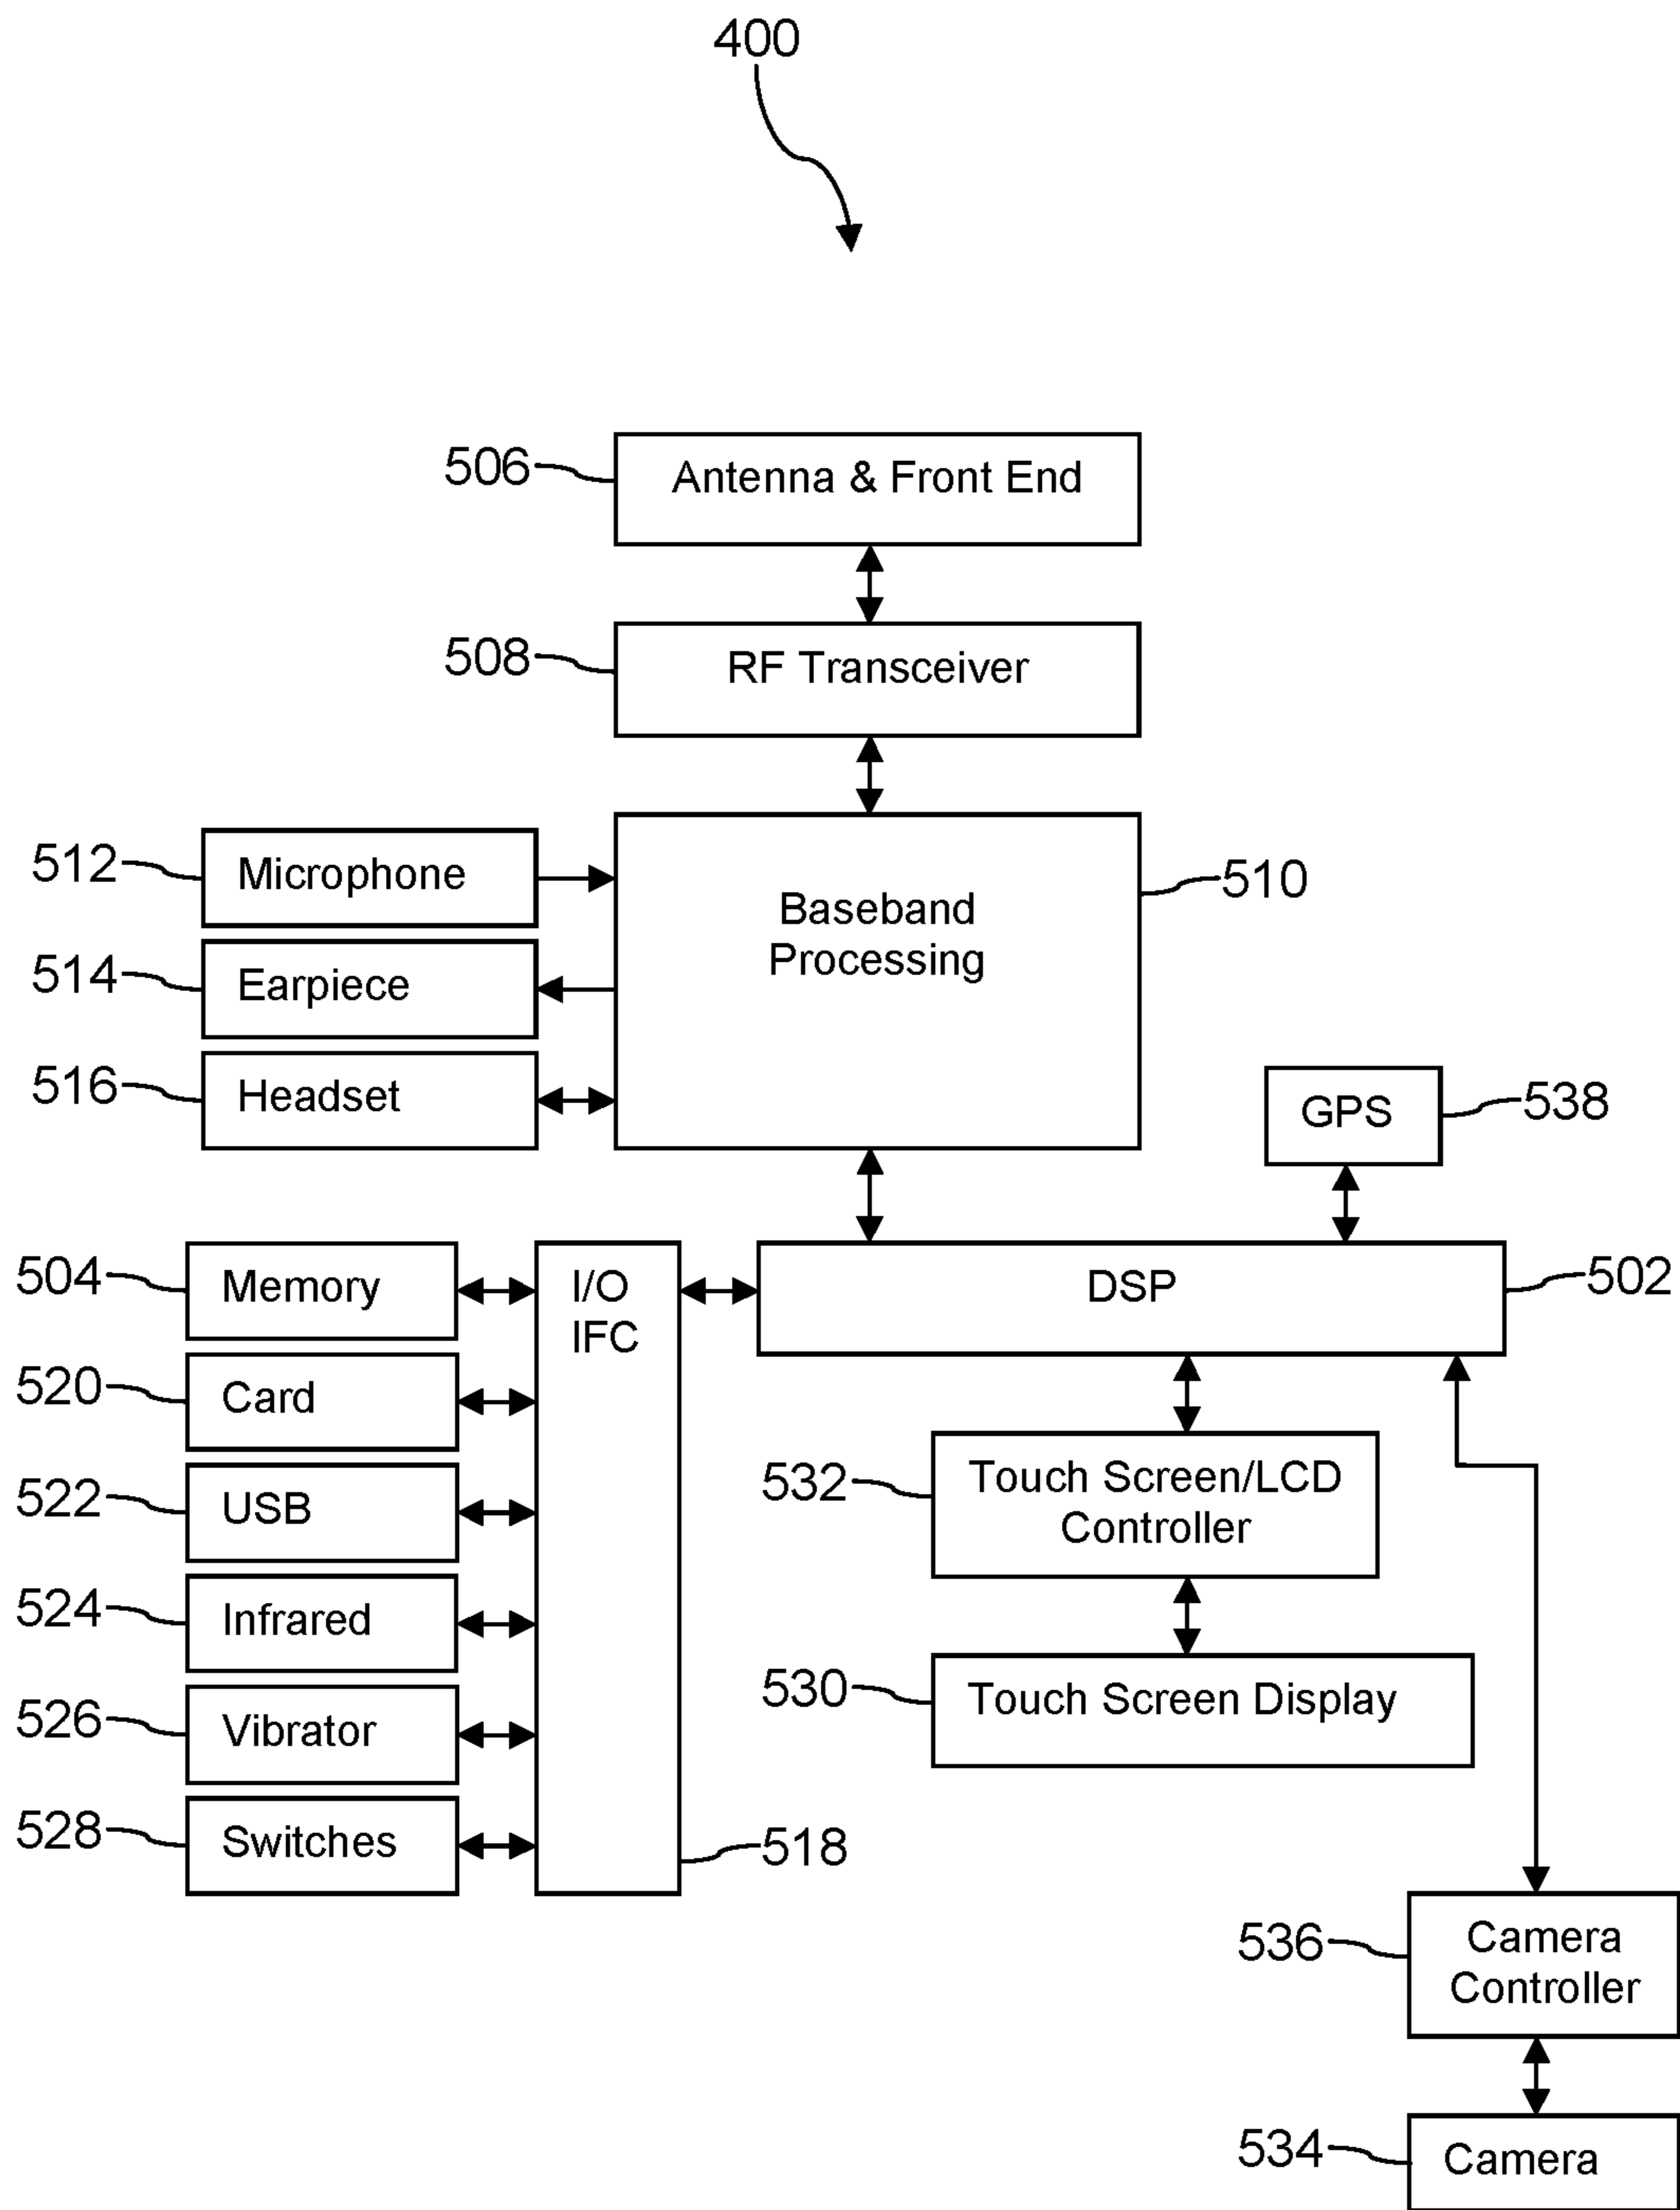 400
506
Antenna & Front End
508
RF Transceiver
512
Microphone
Baseband
Processing
510
514
Earpiece
516
Headset
GPS
538
504
Memory
I/O
IFC
DSP
502
520
Card
522
USB
532
Touch Screen/LCD
Controller
524
Infrared
530
Touch Screen Display
526
Vibrator
528
Switches
518
536
Camera
Controller
534
Camera